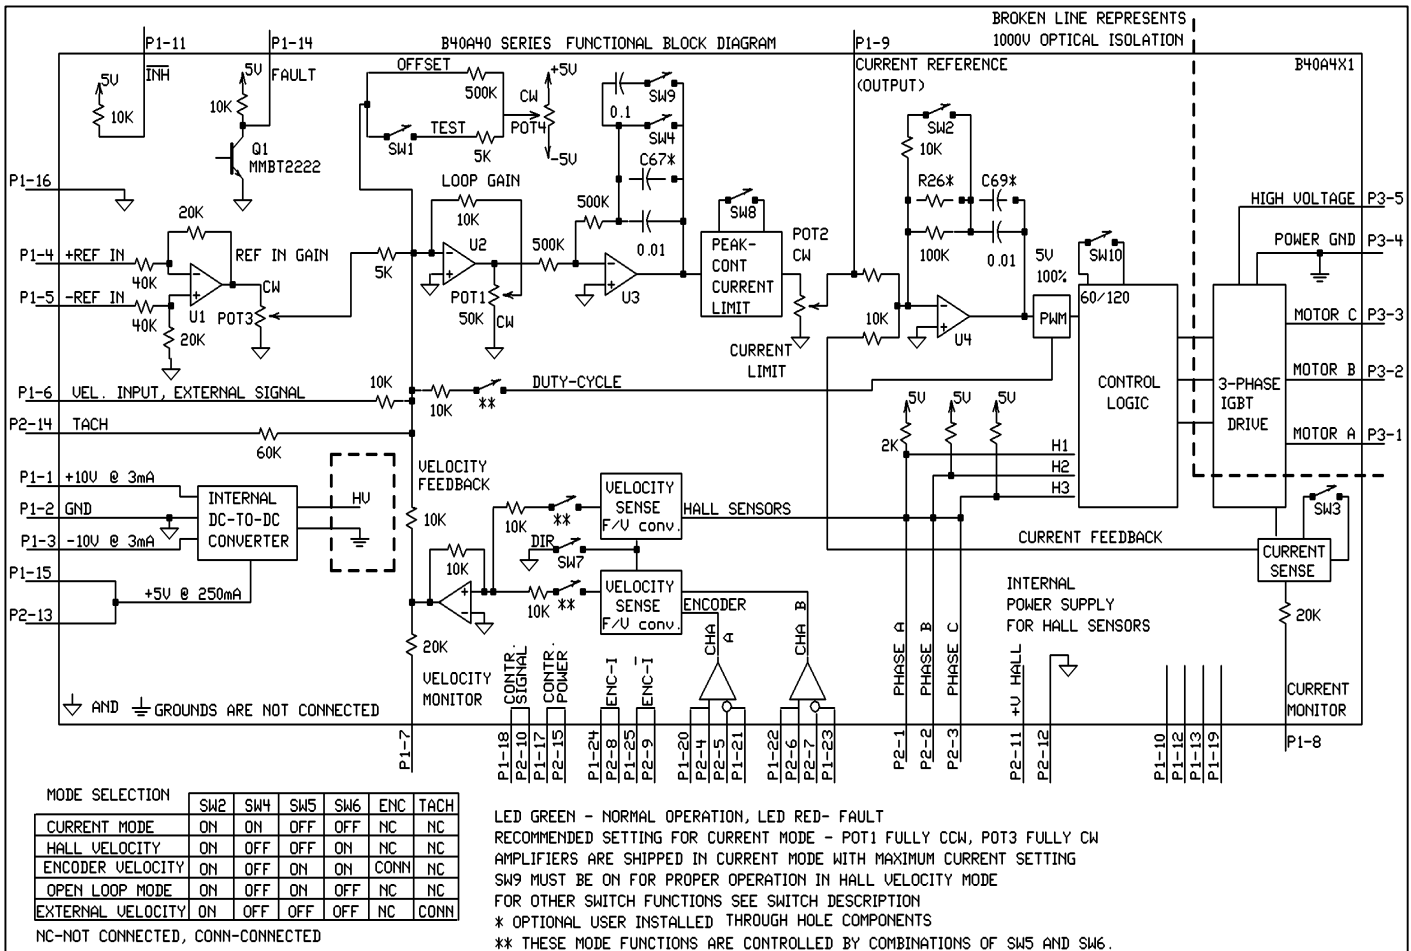 BROKEN LINE REPRESENTS
1000V OPTICAL ISOLATION
P1-11
P1-14
B40A40 SERIES FUNCTIONAL BLOCK DIAGRAM
P1-9
B40A4X1
INH
FAULT
5V
10K
5V
10K
Q1
MMBT2222
OFFSET
500K
CW
+5V
POT4
-5V
SW1
TEST
5K
SW9
0.1
SW4
C67*
0.01
500K
CURRENT REFERENCE
(OUTPUT)
SW2
10K
R26*
C69*
100K
0.01
P1-16
P1-4
+REF IN
P1-5
-REF IN
20K
40K
40K
20K
U1
REF IN GAIN
CW
POT3
5K
LOOP GAIN
10K
U2
POT1
50K
CW
500K
U3
SW8
PEAK-
CONT
CURRENT
LIMIT
POT2
CW
CURRENT
LIMIT
10K
U4
5V
100%
PWM
SW10
60/120
CONTROL
LOGIC
3-PHASE
IGBT
DRIVE
HIGH VOLTAGE
P3-5
POWER GND
P3-4
MOTOR C
P3-3
MOTOR B
P3-2
MOTOR A
P3-1
P1-6
VEL. INPUT, EXTERNAL SIGNAL
10K
10K
**
DUTY-CYCLE
P2-14
TACH
60K
5V
5V
5V
2K
H1
H2
H3
P1-1
+10V @ 3mA
P1-2
GND
P1-3
-10V @ 3mA
P1-15
P2-13
+5V @ 250mA
INTERNAL
DC-TO-DC
CONVERTER
HV
VELOCITY
FEEDBACK
10K
10K
20K
VELOCITY
MONITOR
10K
**
DIR
SW7
10K
**
VELOCITY
SENSE
F/V conv.
HALL SENSORS
VELOCITY
SENSE
F/V conv.
ENCODER
CHA A
CHA B
CURRENT FEEDBACK
SW3
CURRENT
SENSE
20K
CURRENT
MONITOR
P1-8
INTERNAL
POWER SUPPLY
FOR HALL SENSORS
PHASE A
PHASE B
PHASE C
+V HALL
AND
GROUNDS ARE NOT CONNECTED
CONTR.
SIGNAL
CONTR.
POWER
ENC-I
ENC-I
P1-7
P1-18
P2-10
P1-17
P2-15
P1-24
P2-8
P1-25
P2-9
P1-20
P2-4
P2-5
P1-21
P1-22
P2-6
P2-7
P1-23
P2-1
P2-2
P2-3
P2-11
P2-12
P1-10
P1-12
P1-13
P1-19
MODE SELECTION SW2 SW4 SW5 SW6 ENC TACH
CURRENT MODE ON ON OFF OFF NC NC
HALL VELOCITY ON OFF OFF ON NC NC
ENCODER VELOCITY ON OFF ON ON CONN NC
OPEN LOOP MODE ON OFF ON OFF NC NC
EXTERNAL VELOCITY ON OFF OFF OFF NC CONN
NC-NOT CONNECTED, CONN-CONNECTED
LED GREEN - NORMAL OPERATION, LED RED- FAULT
RECOMMENDED SETTING FOR CURRENT MODE - POT1 FULLY CCW, POT3 FULLY CW
AMPLIFIERS ARE SHIPPED IN CURRENT MODE WITH MAXIMUM CURRENT SETTING
SW9 MUST BE ON FOR PROPER OPERATION IN HALL VELOCITY MODE
FOR OTHER SWITCH FUNCTIONS SEE SWITCH DESCRIPTION
* OPTIONAL USER INSTALLED THROUGH HOLE COMPONENTS
** THESE MODE FUNCTIONS ARE CONTROLLED BY COMBINATIONS OF SW5 AND SW6.